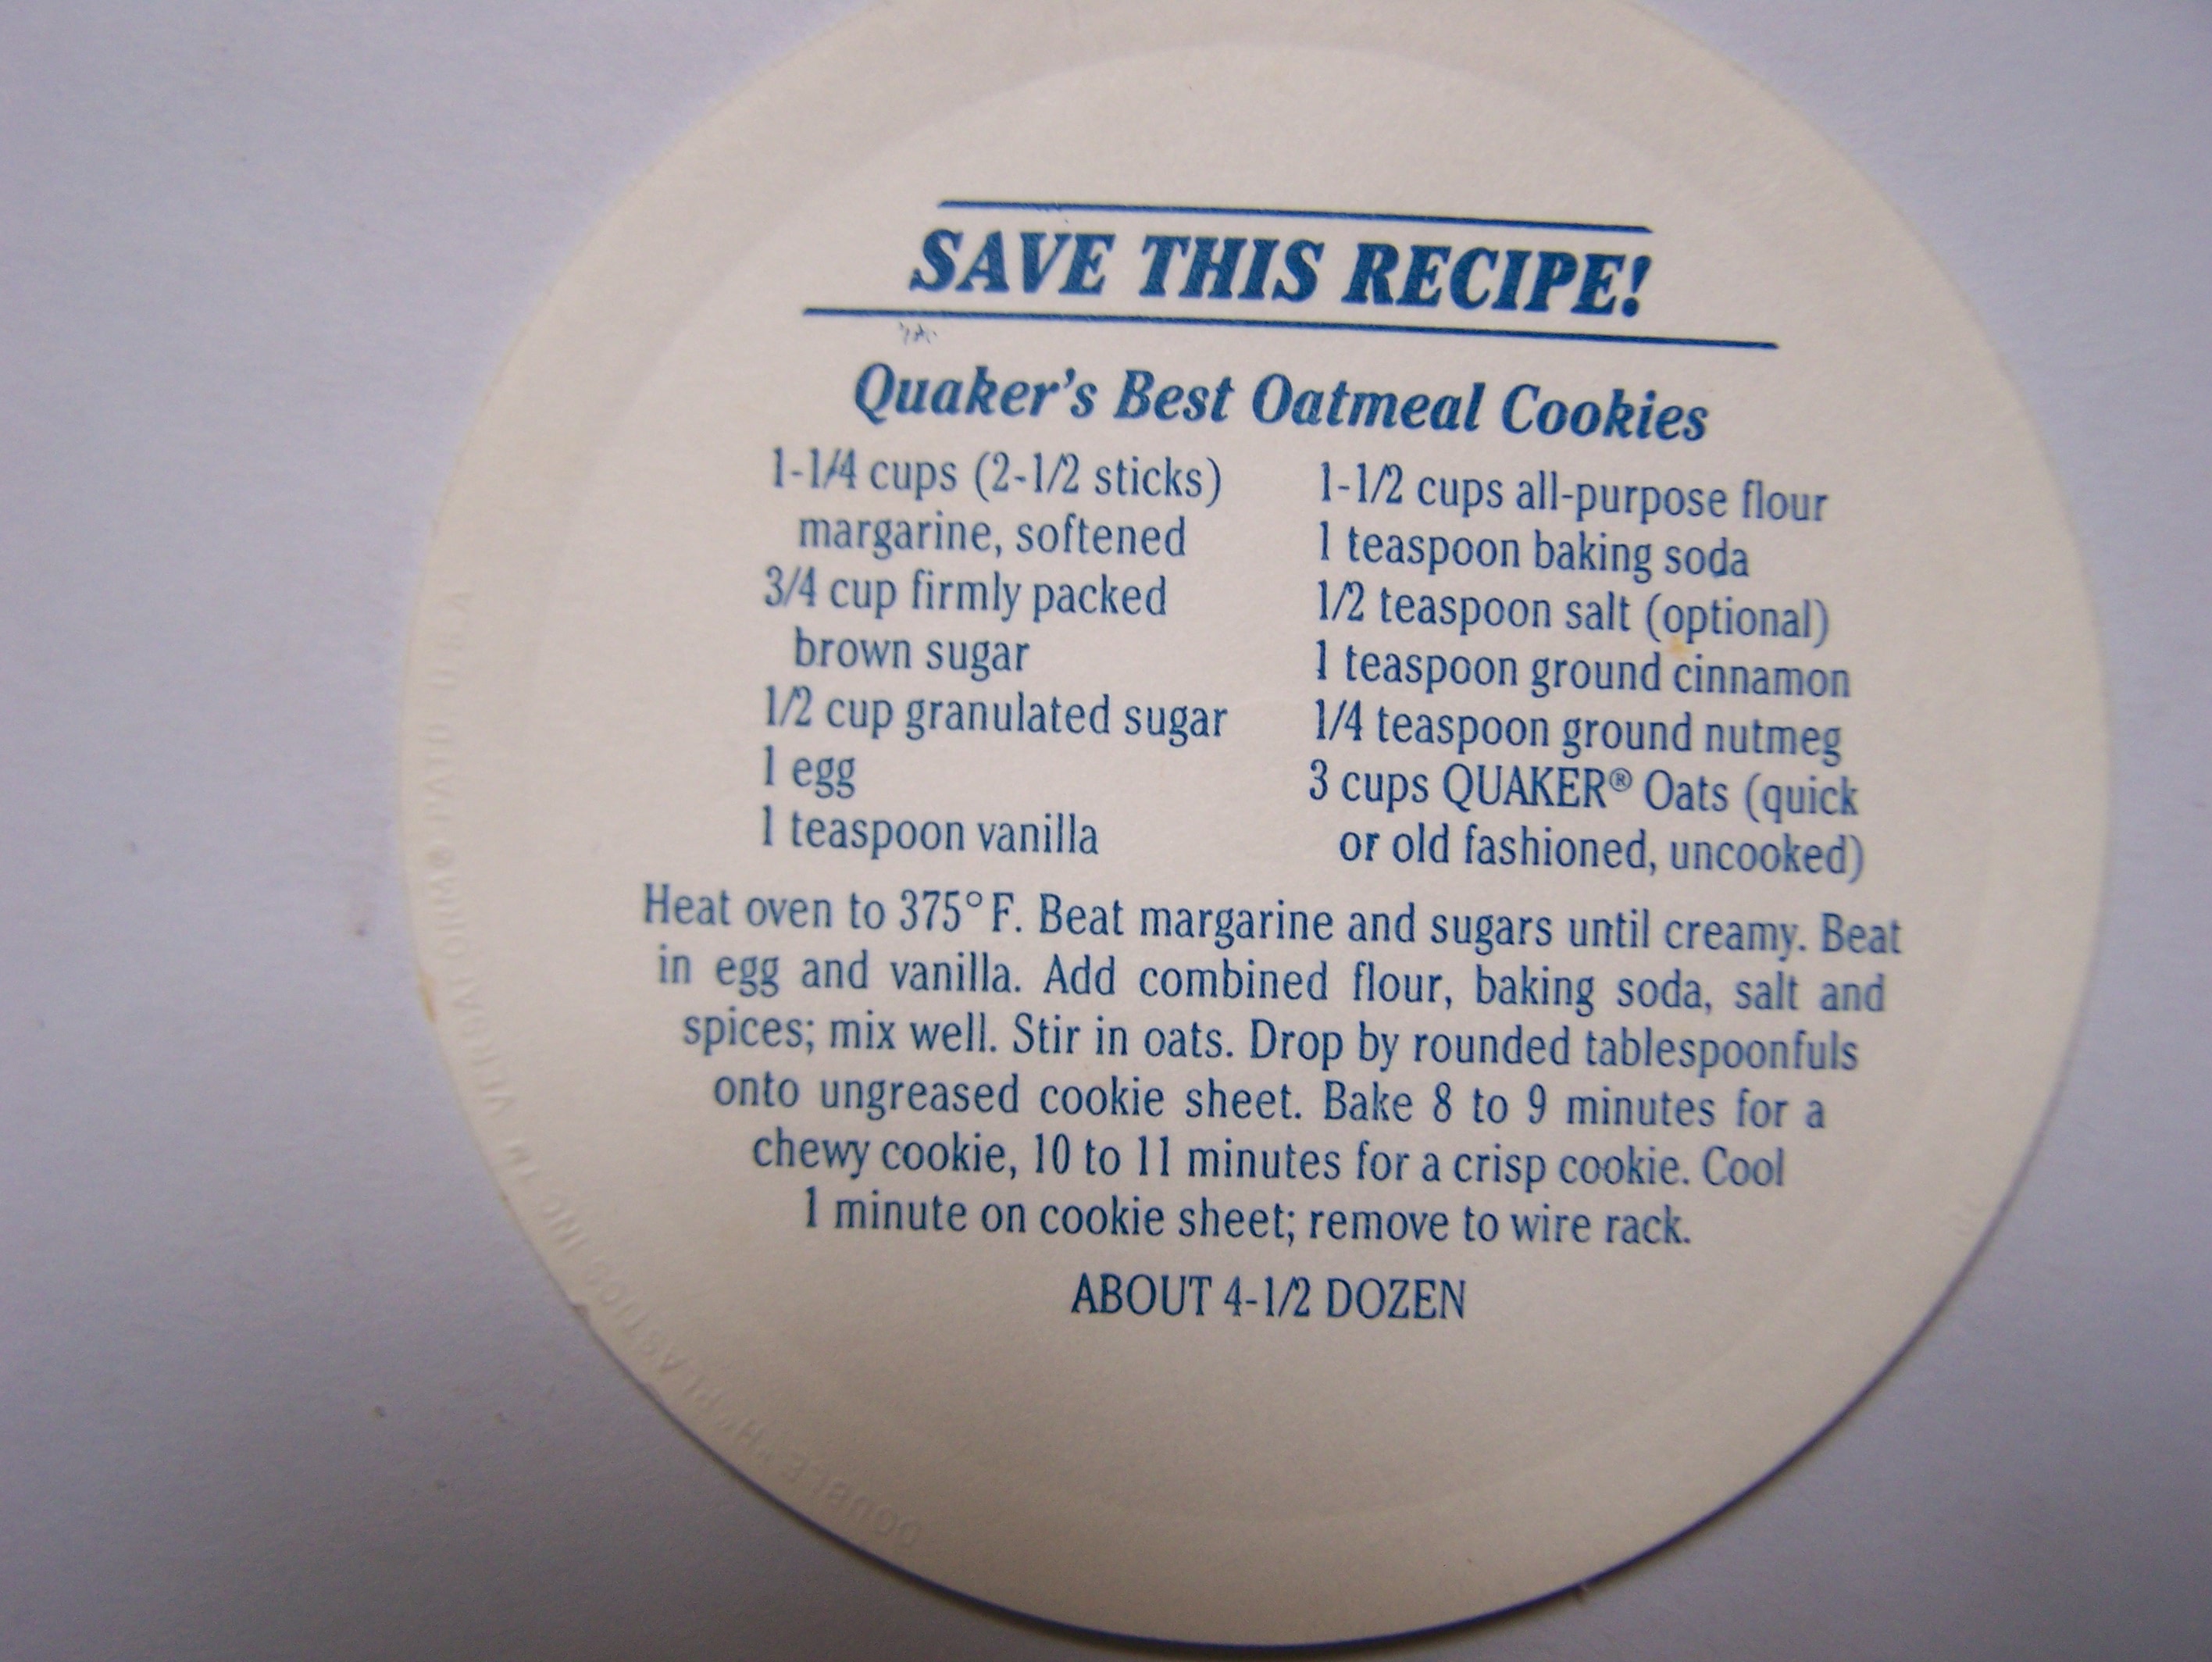 SAVE THIS RECIPE!
Quaker's Best Oatmeal Cookies
1-1/4 cups (2-1/2 sticks)
margarine, softened
3/4 cup firmly packed
brown sugar
1/2 cup granulated sugar
1 egg
1 teaspoon vanilla
1-1/2 cups all-purpose flour
1 teaspoon baking soda
1/2 teaspoon salt (optional)
1 teaspoon ground cinnamon
1/4 teaspoon ground nutmeg
3 cups QUAKER® Oats (quick
or old fashioned, uncooked)
Heat oven to 375° F. Beat margarine and sugars until creamy. Beat
in egg and vanilla. Add combined flour, baking soda, salt and
spices; mix well. Stir in oats. Drop by rounded tablespoonfuls
onto ungreased cookie sheet. Bake 8 to 9 minutes for a
chewy cookie, 10 to 11 minutes for a crisp cookie. Cool
1 minute on cookie sheet; remove to wire rack.
ABOUT 4-1/2 DOZEN
DOUBLE "H" PLASTICS INC. TM PATD U.S.A.